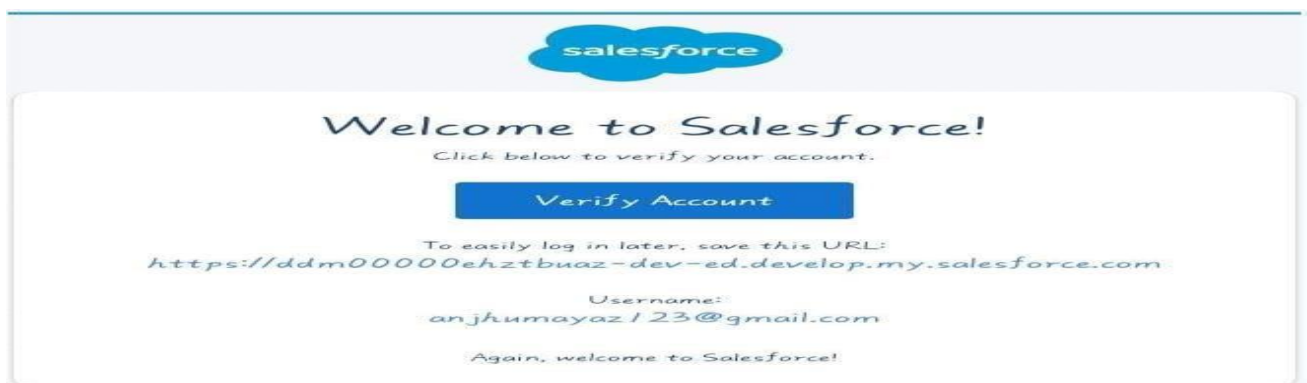 salesforce
Welcome to Salesforce!
Click below to verify your account.
Verify Account
To easily log in later, save this URL:
https://ddm00000ehztbuaz-dev-ed.develop.my.salesforce.com
Username:
anjhumayaz123@gmail.com
Again, welcome to Salesforce!